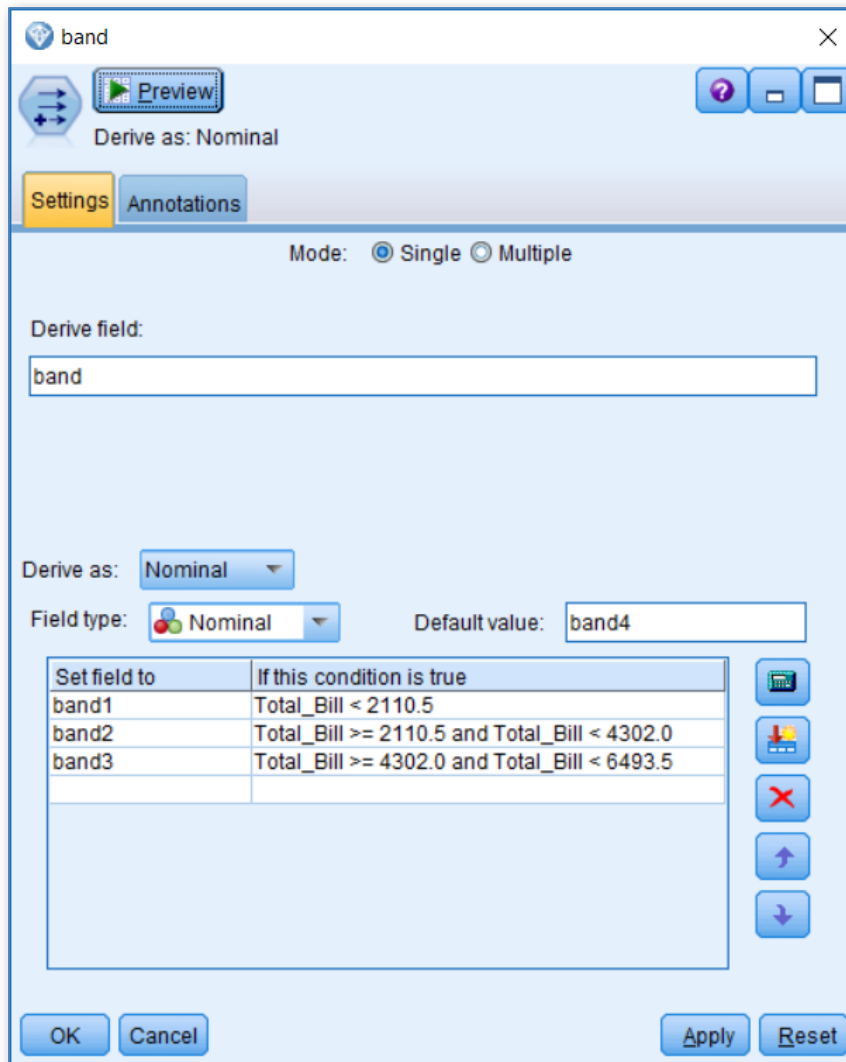 band
Preview
Derive as: Nominal
Settings Annotations
Mode: Single Multiple
Derive field:
band
Derive as: Nominal
Field type: Nominal Default value: band4
Set field to If this condition is true
band1 Total_Bill < 2110.5
band2 Total_Bill >= 2110.5 and Total_Bill < 4302.0
band3 Total_Bill >= 4302.0 and Total_Bill < 6493.5
OK Cancel Apply Reset